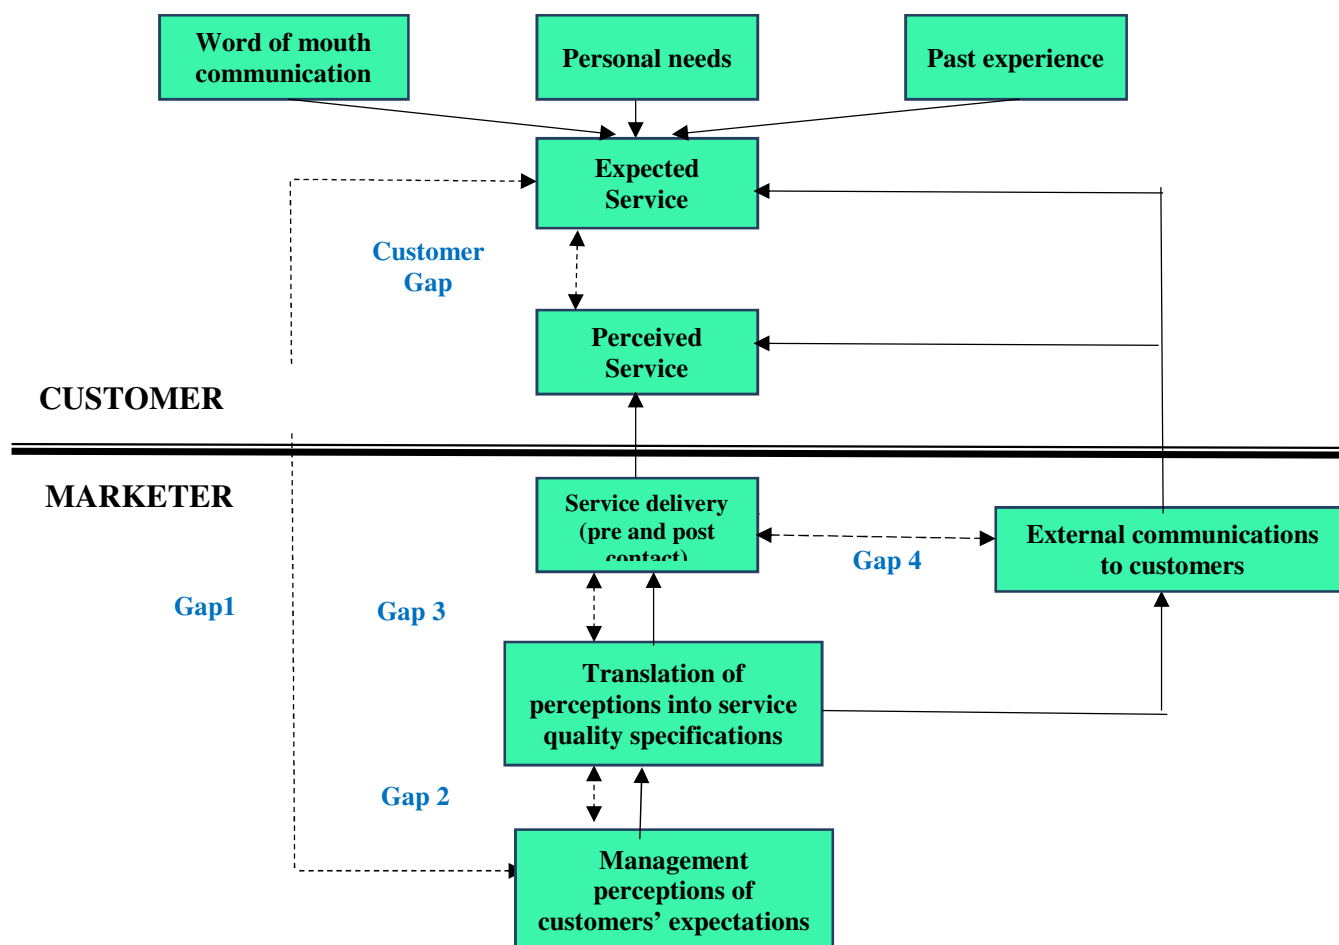 Word of mouth
communication
Personal needs
Past experience
Expected
Service
Customer
Gap
Perceived
Service
CUSTOMER
MARKETER
Service delivery
(pre and post
contact)
External communications
to customers
Gap 4
Gap1
Gap 3
Translation of
perceptions into service
quality specifications
Gap 2
Management
perceptions of
customers’ expectations